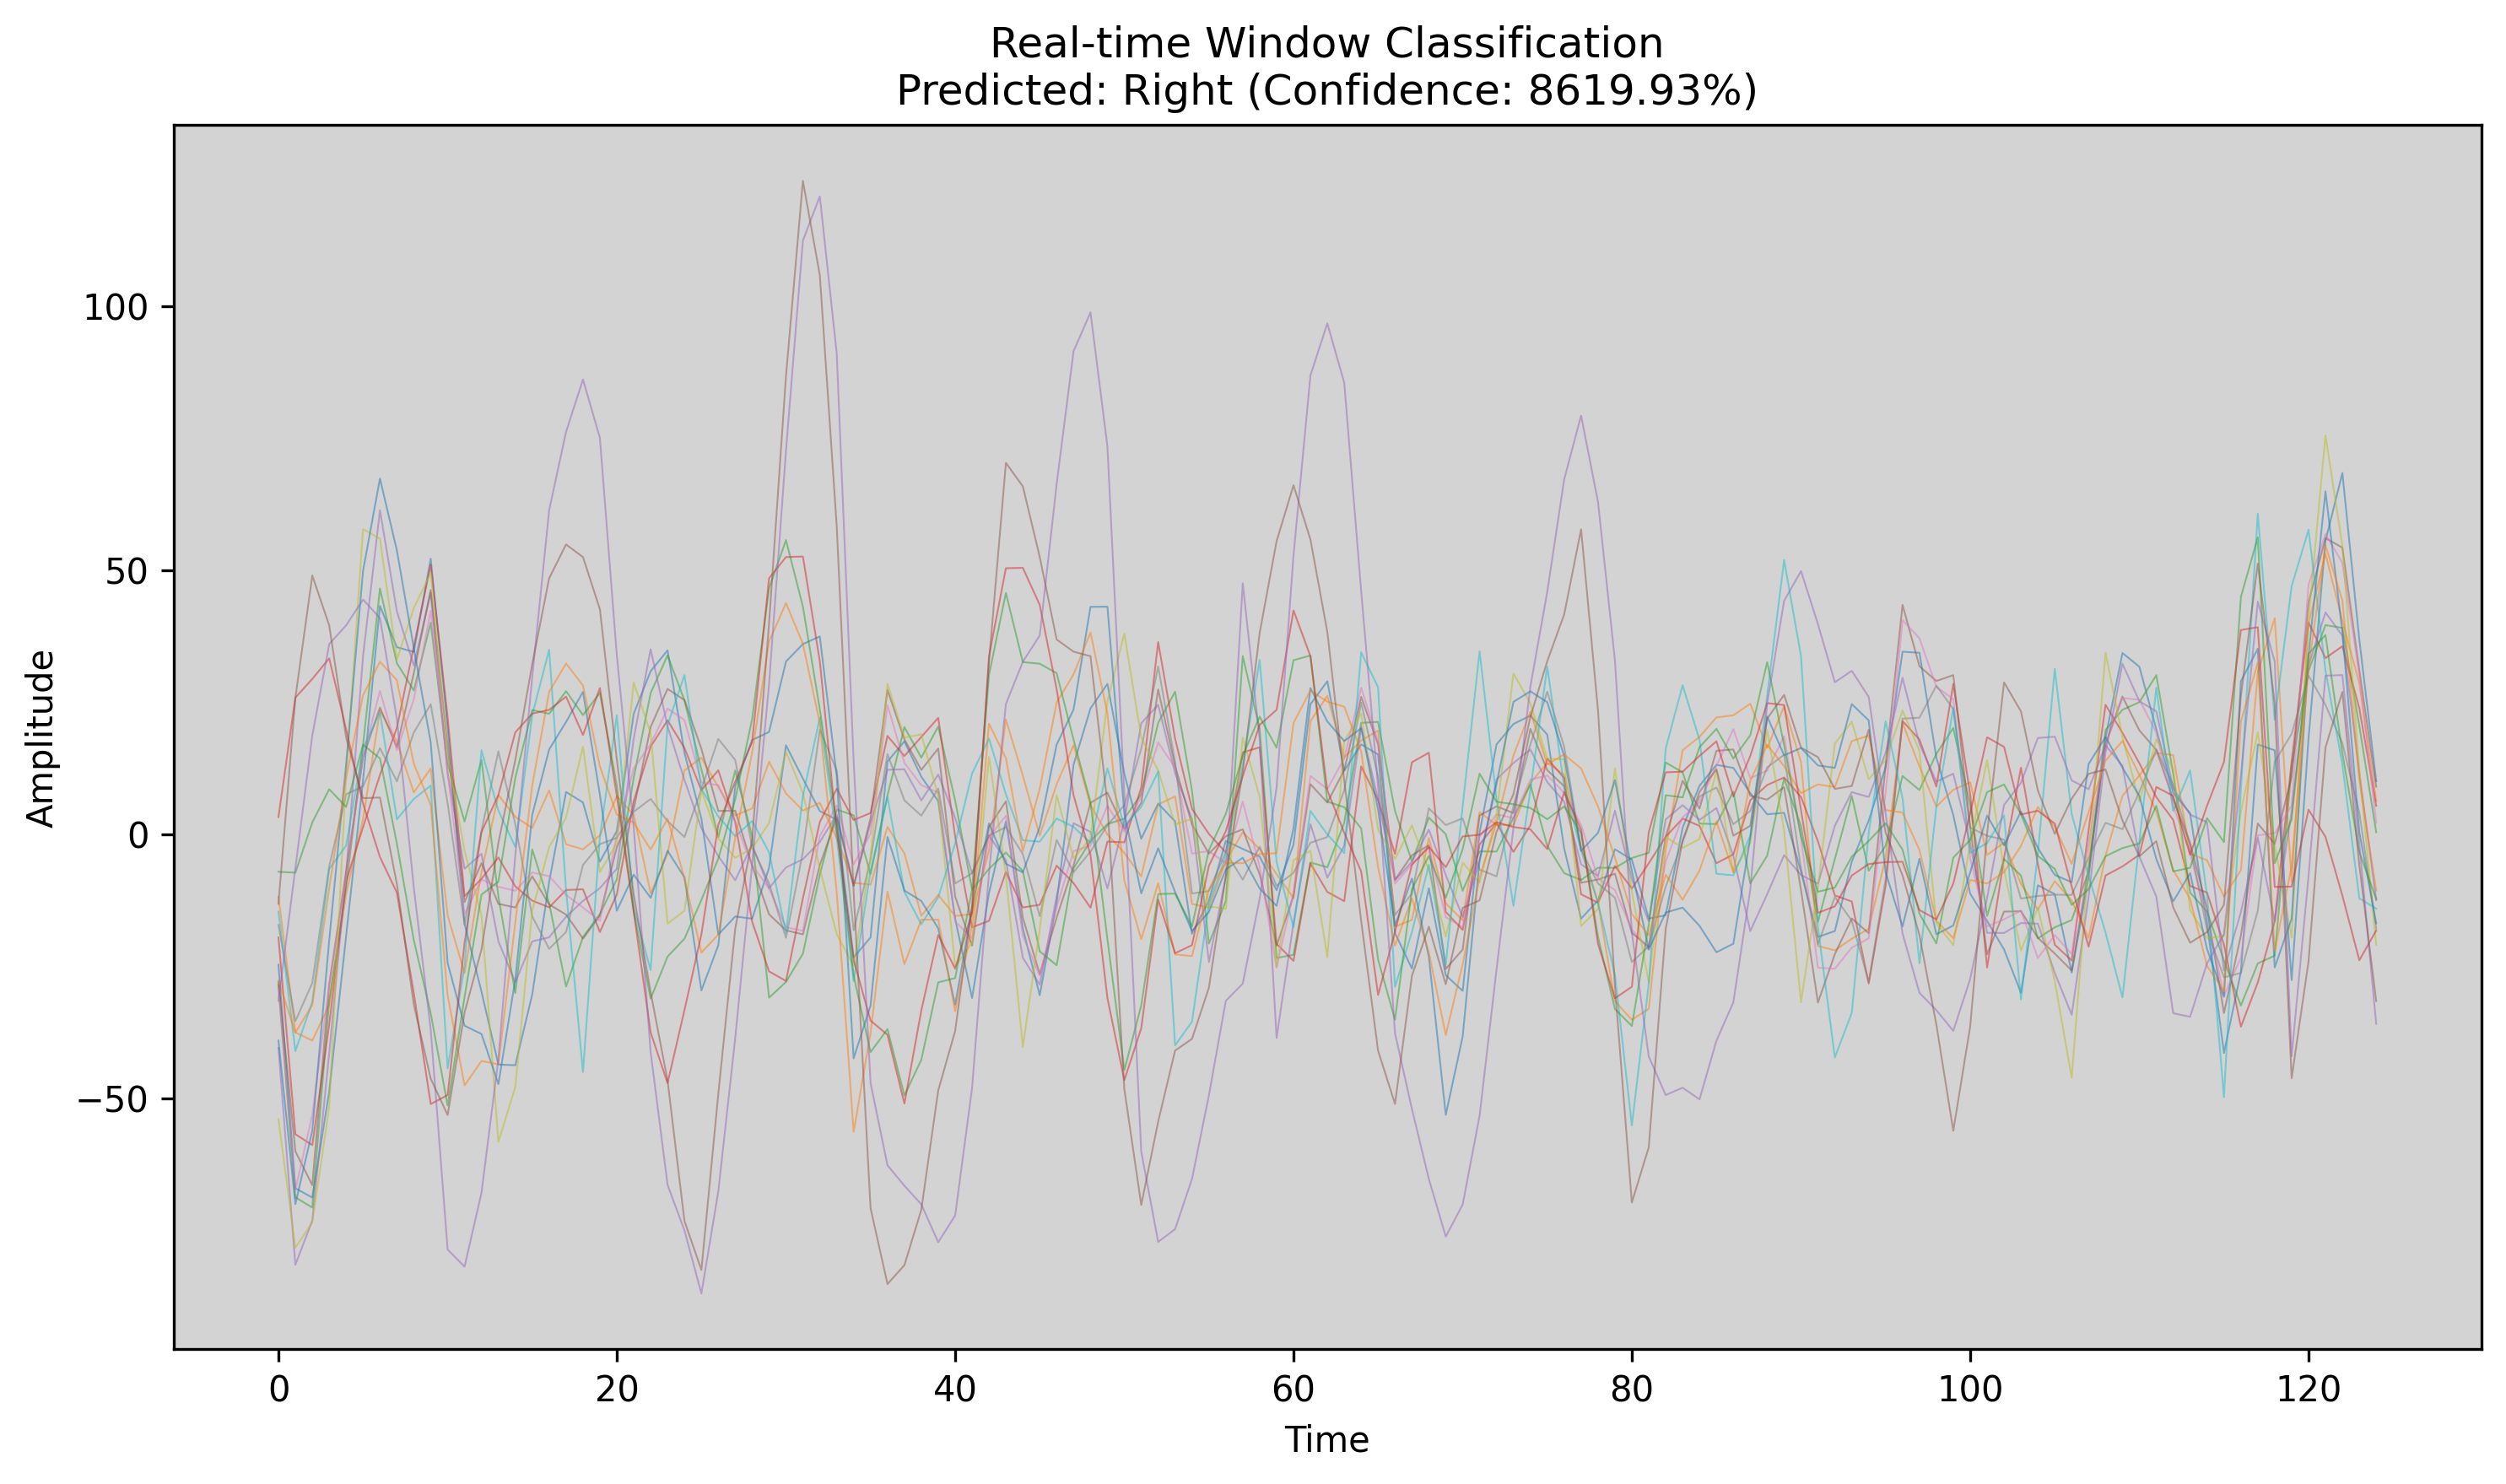 Real-time Window Classification
Predicted: Right (Confidence: 8619.93%)
Amplitude
100
50
0
−50
0 20 40 60 80 100 120
Time